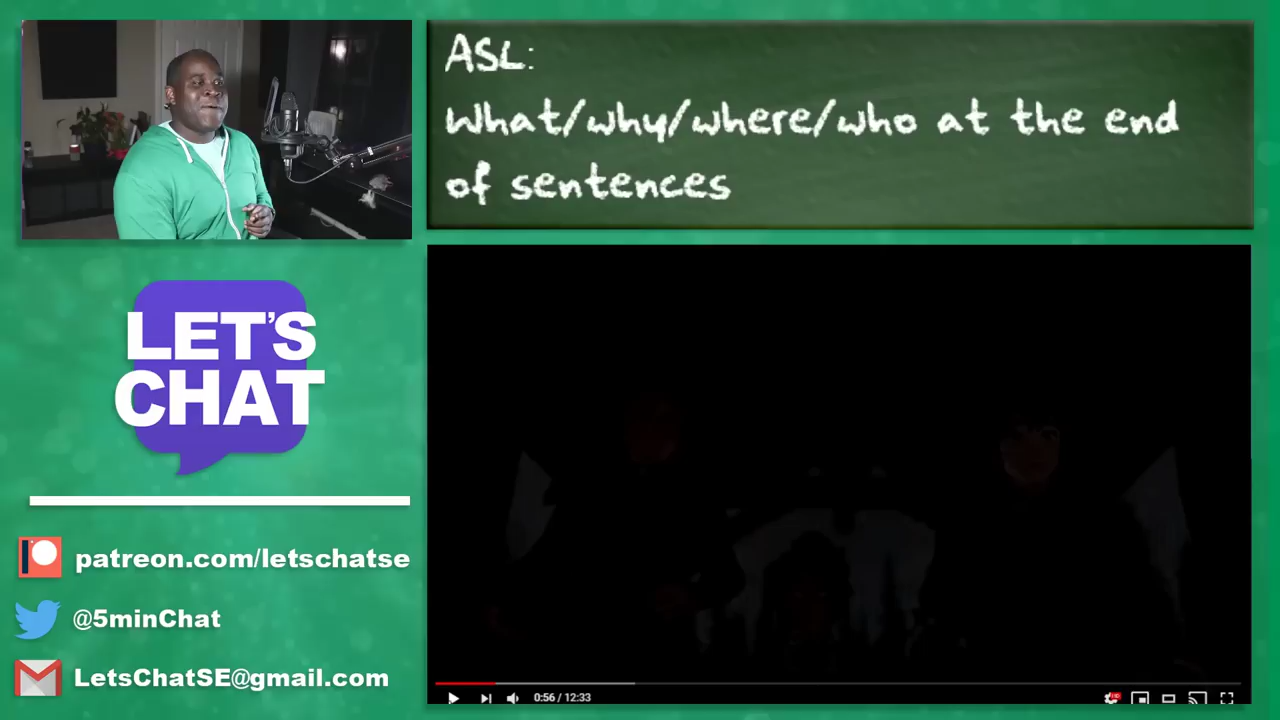 ASL:
What/why/where/who at the end
of sentences
LET'S
CHAT
patreon.com/letschatse
@5minChat
LetsChatSE@gmail.com
0:56 / 12:33
HD